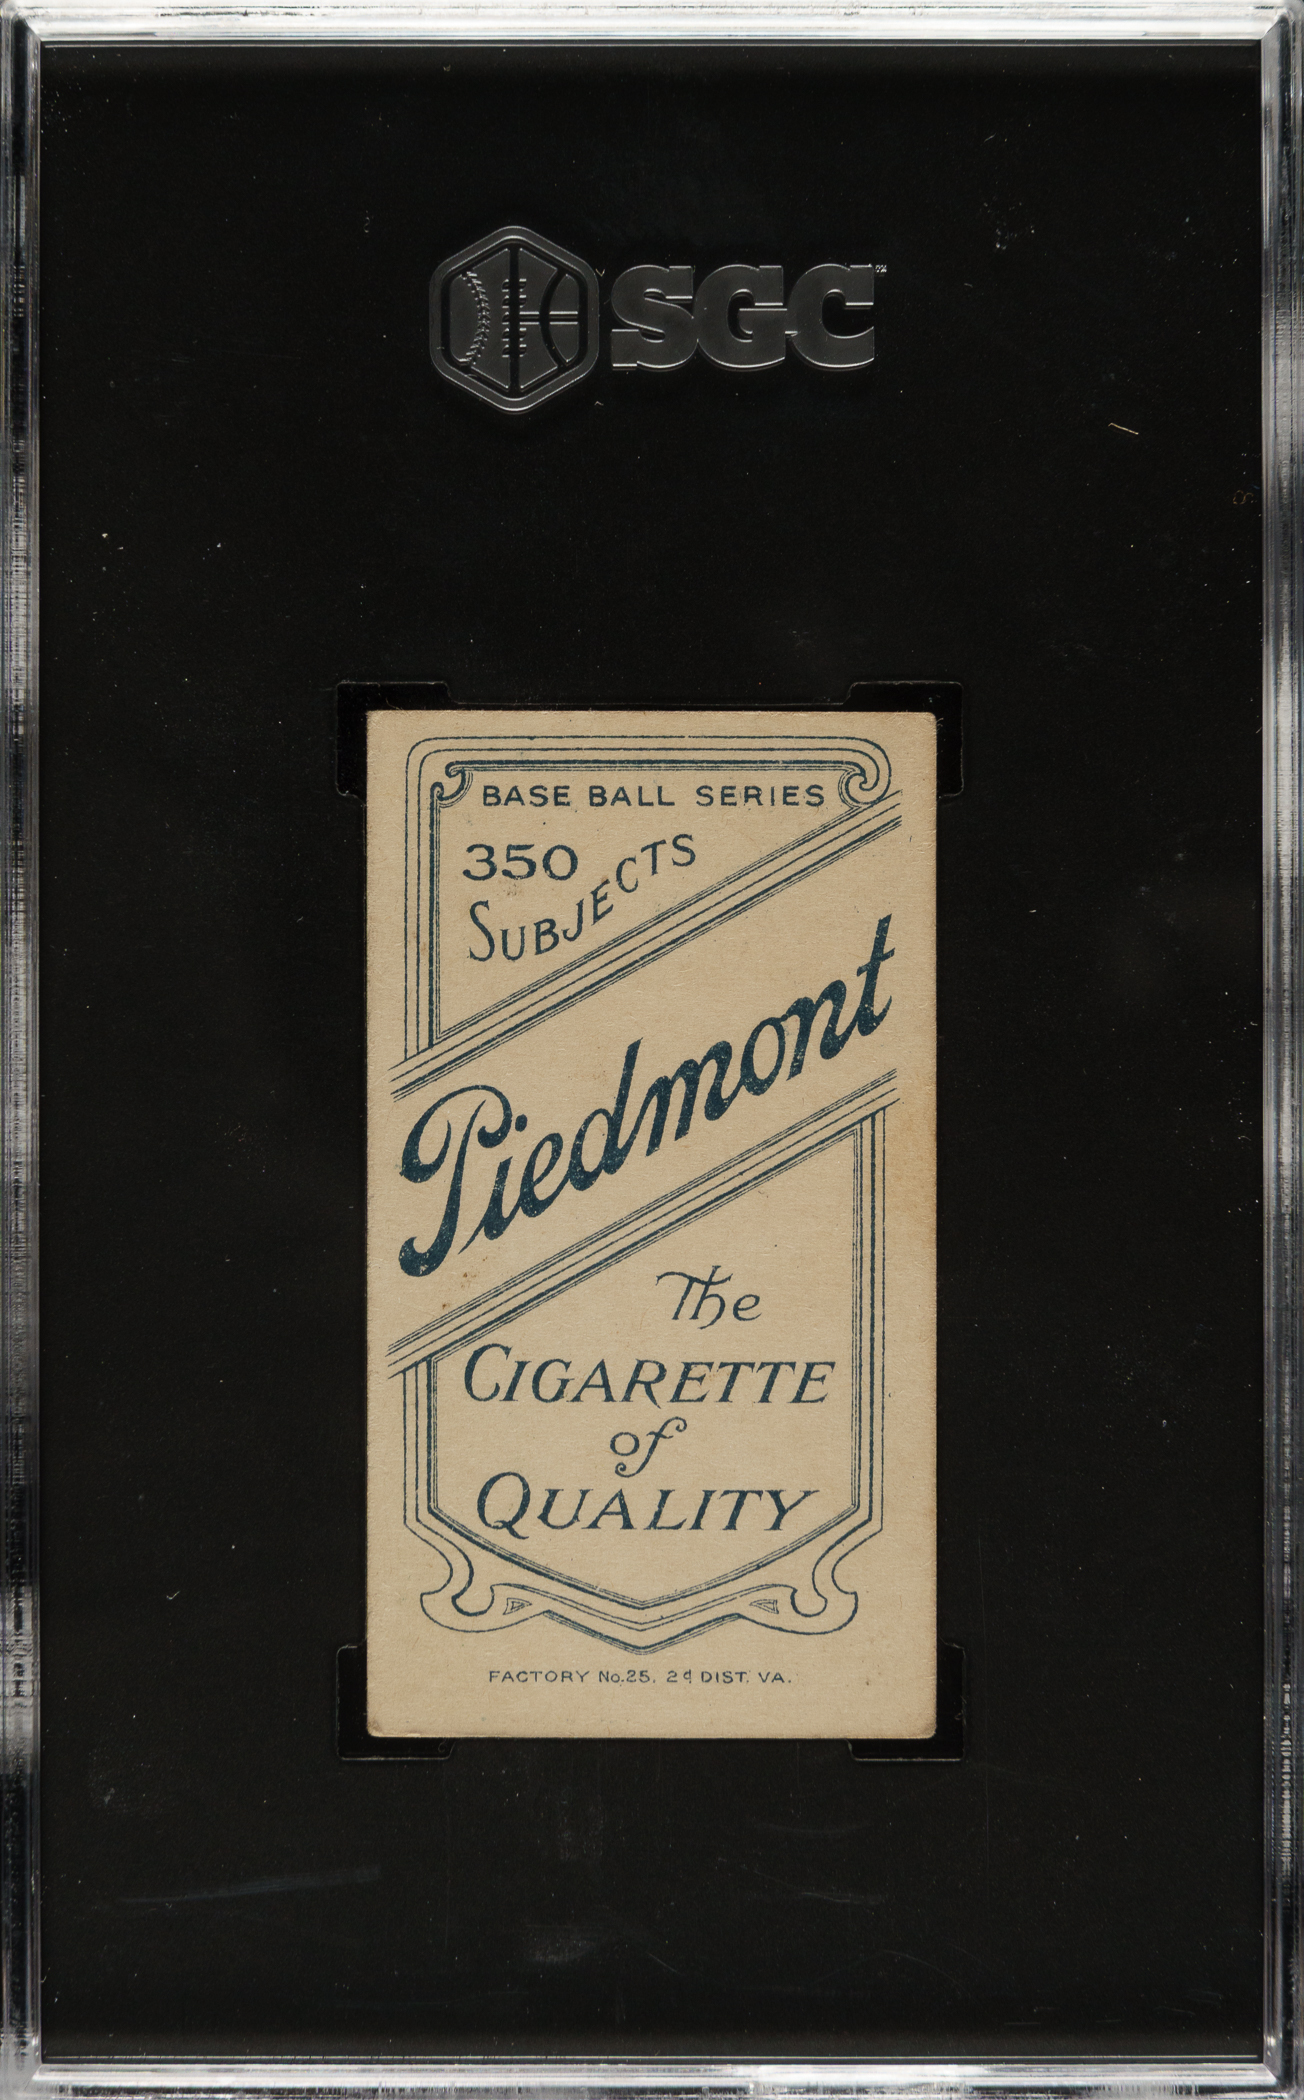 SGC
BASE BALL SERIES
350
SUBJECTS
Piedmont
The
CIGARETTE
of
QUALITY
FACTORY No.25, 2d DIST. VA.